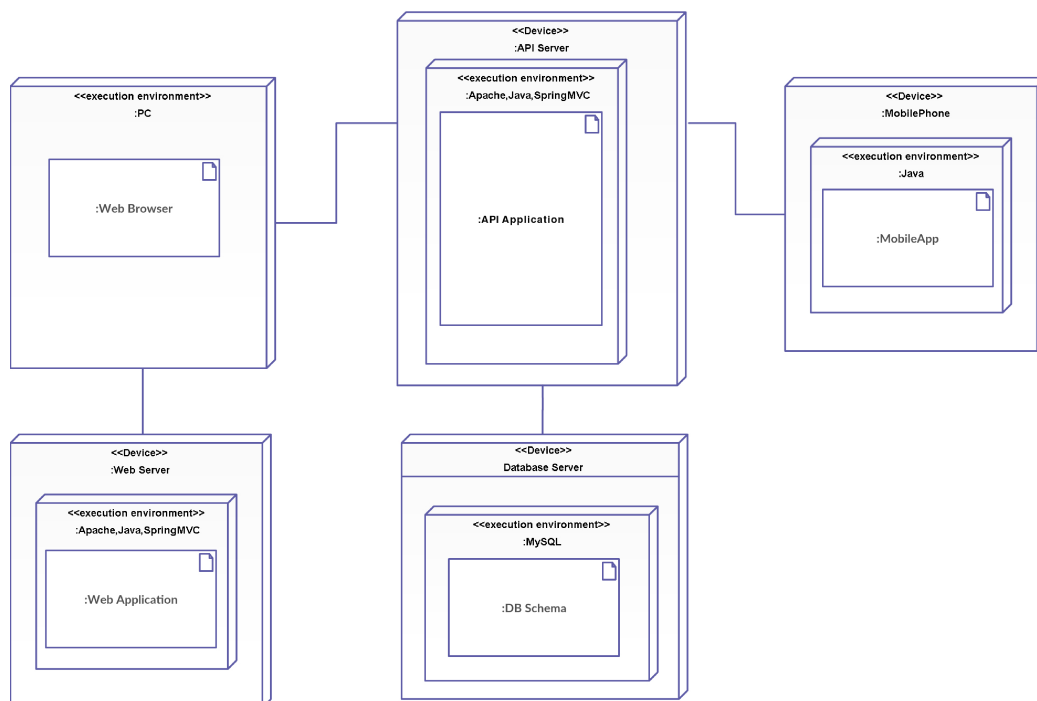 <<Device>>
:API Server
<<execution environment>>
:Apache,Java,SpringMVC
:API Application
<<execution environment>>
:PC
:Web Browser
<<Device>>
:MobilePhone
<<execution environment>>
:Java
:MobileApp
<<Device>>
:Web Server
<<execution environment>>
:Apache,Java,SpringMVC
:Web Application
<<Device>>
Database Server
<<execution environment>>
:MySQL
:DB Schema